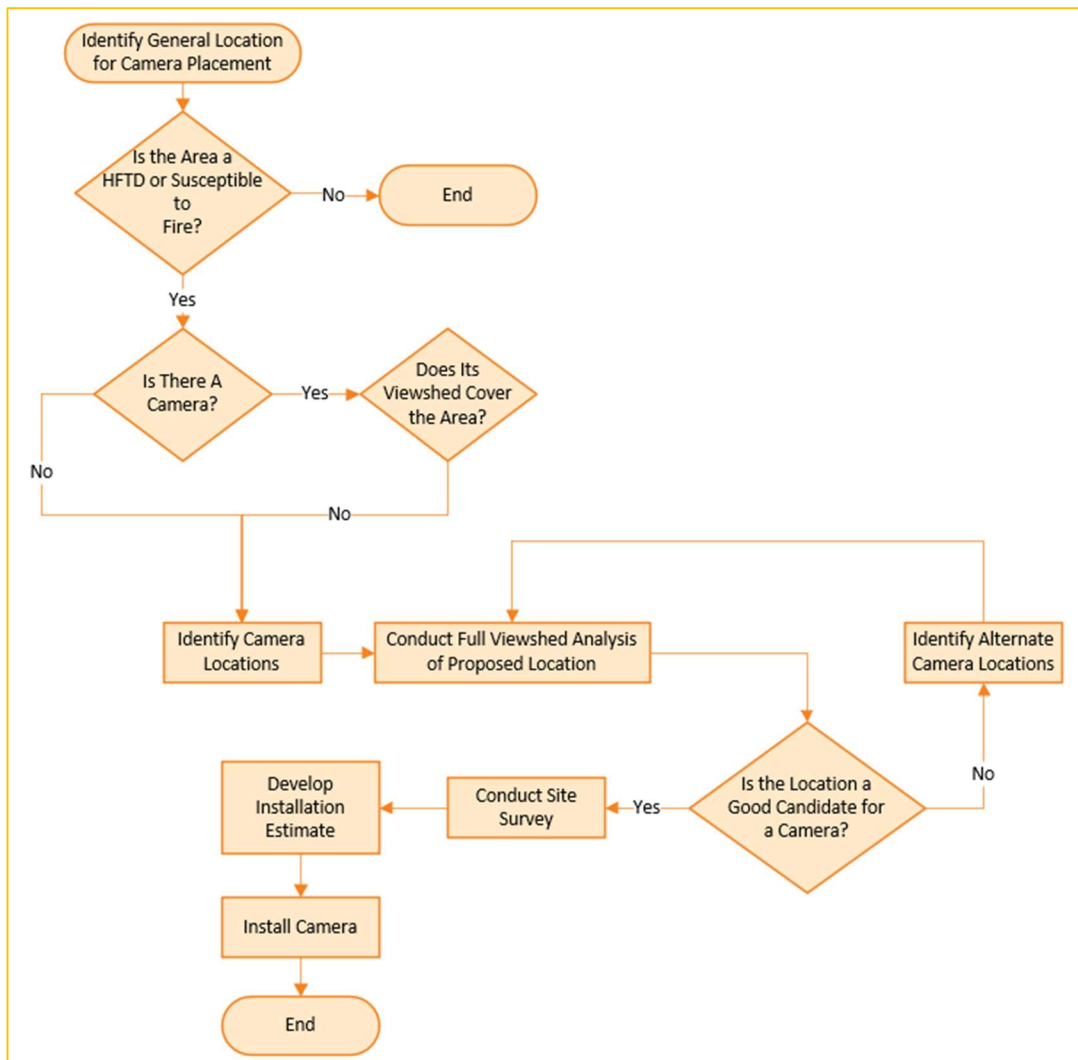 Identify General Location
for Camera Placement
Is the Area a
HFTD or Susceptible
to
Fire?
No
End
Yes
Is There A
Camera?
Yes
Does Its
Viewshed Cover
the Area?
No
No
Identify Camera
Locations
Conduct Full Viewshed Analysis
of Proposed Location
Identify Alternate
Camera Locations
Is the Location a
Good Candidate for
a Camera?
No
Yes
Conduct Site
Survey
Develop
Installation
Estimate
Install Camera
End